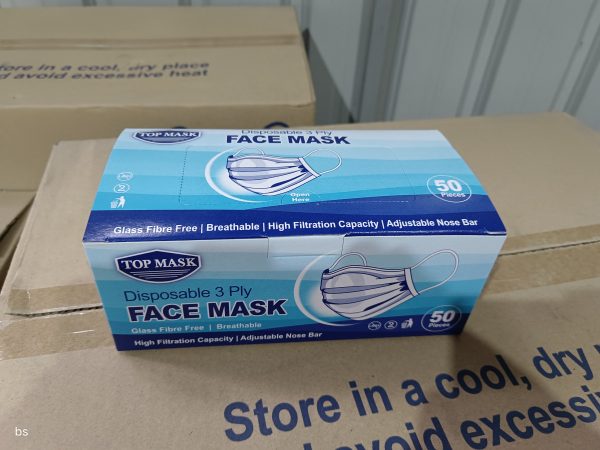 ore in a cool, dry place
d avoid excessive heat
TOP MASK
Disposable 3 Ply
FACE MASK
Open
Here
50
Pieces
Glass Fibre Free | Breathable | High Filtration Capacity | Adjustable Nose Bar
TOP MASK
Disposable 3 Ply
FACE MASK
Glass Fibre Free | Breathable
High Filtration Capacity | Adjustable Nose Bar
2
50
Pieces
Store in a cool, dry
avoid excessi
bs